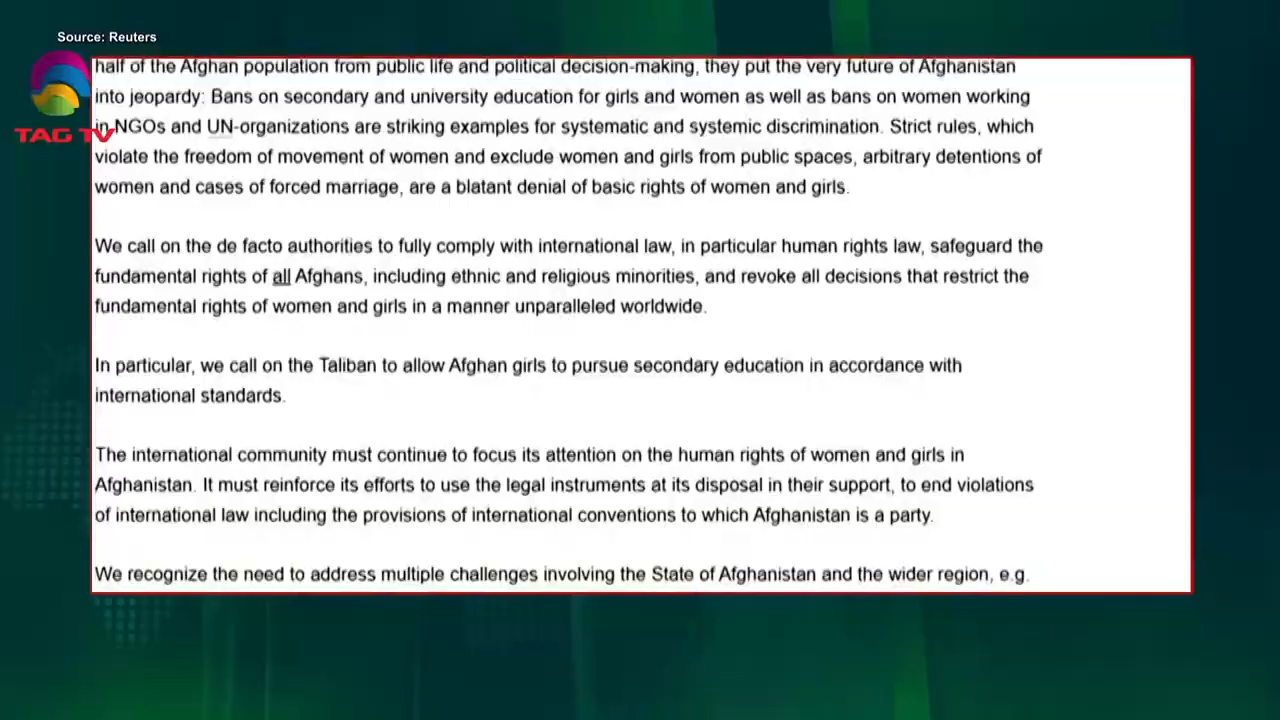 Source: Reuters
TAG TV
half of the Afghan population from public life and political decision-making, they put the very future of Afghanistan
into jeopardy: Bans on secondary and university education for girls and women as well as bans on women working
in NGOs and UN-organizations are striking examples for systematic and systemic discrimination. Strict rules, which
violate the freedom of movement of women and exclude women and girls from public spaces, arbitrary detentions of
women and cases of forced marriage, are a blatant denial of basic rights of women and girls.
We call on the de facto authorities to fully comply with international law, in particular human rights law, safeguard the
fundamental rights of all Afghans, including ethnic and religious minorities, and revoke all decisions that restrict the
fundamental rights of women and girls in a manner unparalleled worldwide.
In particular, we call on the Taliban to allow Afghan girls to pursue secondary education in accordance with
international standards.
The international community must continue to focus its attention on the human rights of women and girls in
Afghanistan. It must reinforce its efforts to use the legal instruments at its disposal in their support, to end violations
of international law including the provisions of international conventions to which Afghanistan is a party.
We recognize the need to address multiple challenges involving the State of Afghanistan and the wider region, e.g.